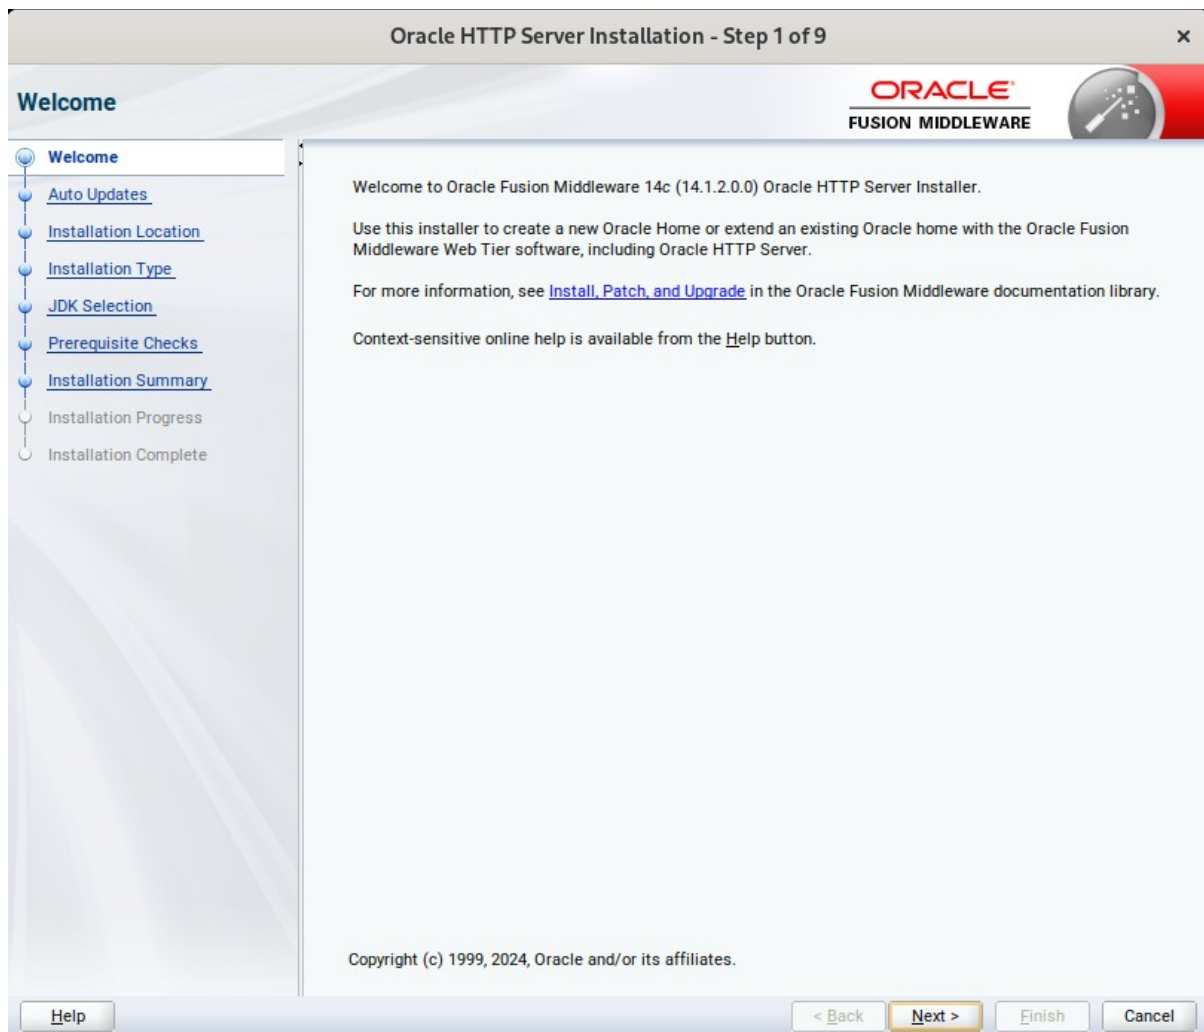 Oracle HTTP Server Installation - Step 1 of 9
×
Welcome
ORACLE
FUSION MIDDLEWARE
Welcome
Auto Updates
Installation Location
Installation Type
JDK Selection
Prerequisite Checks
Installation Summary
Installation Progress
Installation Complete
Welcome to Oracle Fusion Middleware 14c (14.1.2.0.0) Oracle HTTP Server Installer.
Use this installer to create a new Oracle Home or extend an existing Oracle home with the Oracle Fusion
Middleware Web Tier software, including Oracle HTTP Server.
For more information, see Install, Patch, and Upgrade in the Oracle Fusion Middleware documentation library.
Context-sensitive online help is available from the Help button.
Copyright (c) 1999, 2024, Oracle and/or its affiliates.
Help
< Back
Next >
Finish
Cancel